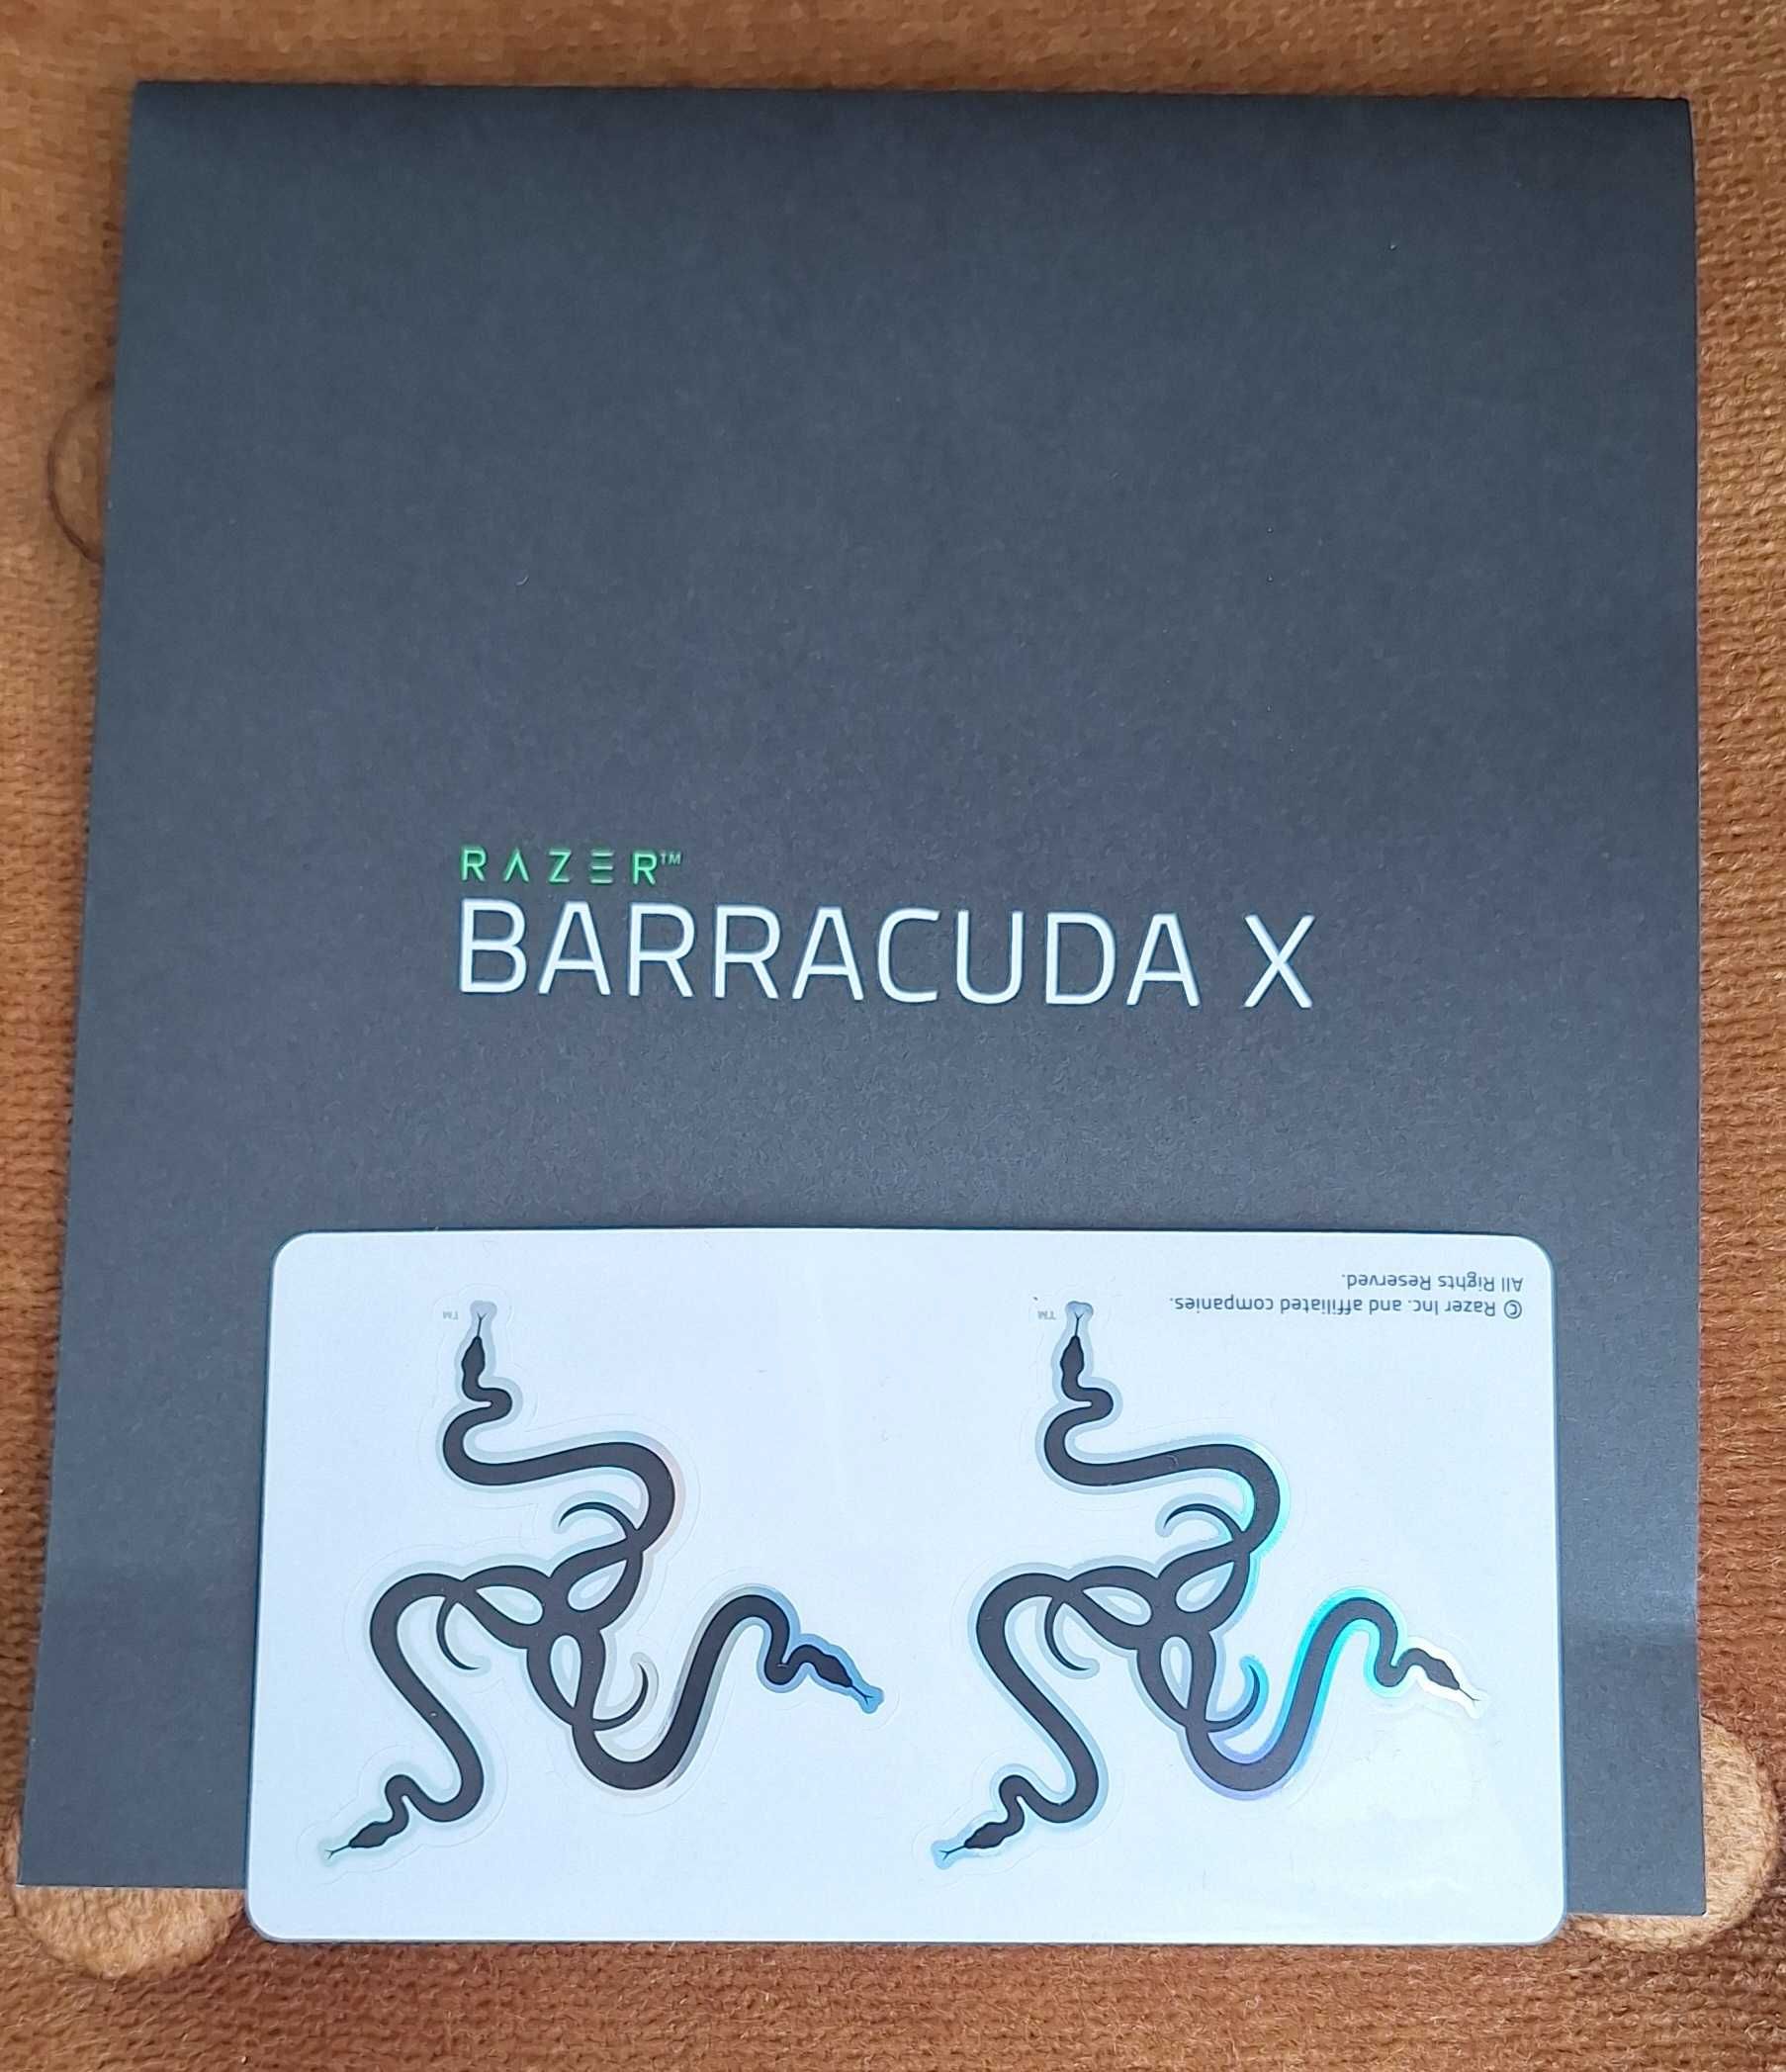 RAZER™
BARRACUDA X
© Razer Inc. and affiliated companies.
All Rights Reserved.
TM
TM